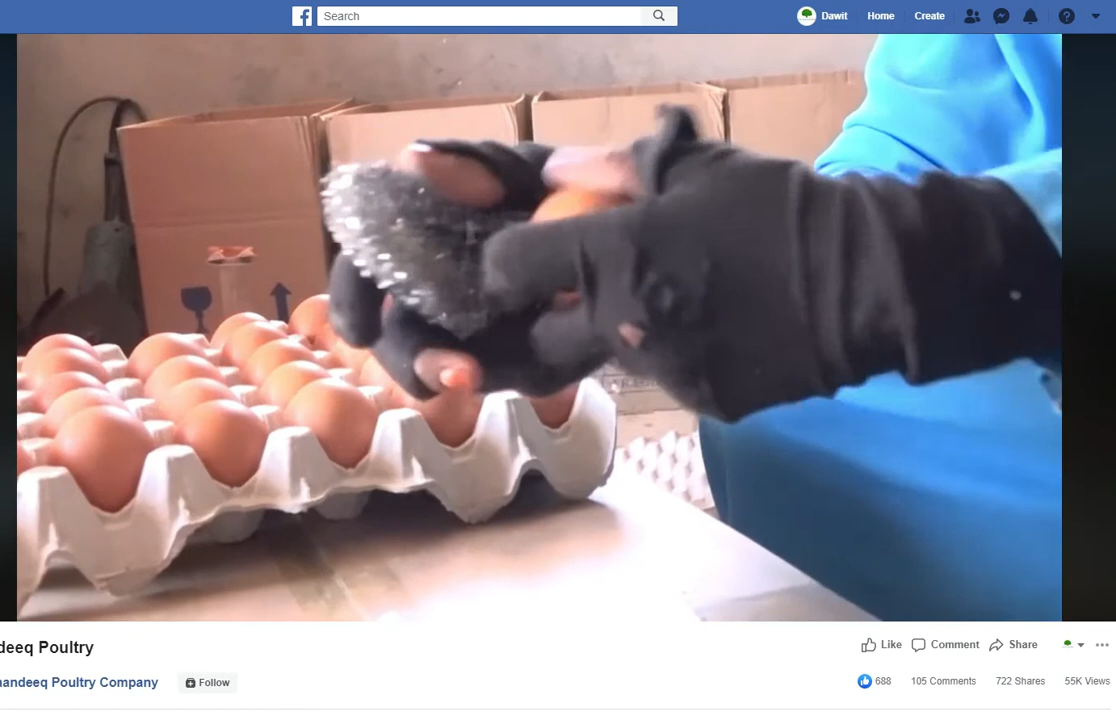 Search
Dawit Home Create
deeq Poultry
Like Comment Share
andeeq Poultry Company Follow
688 105 Comments 722 Shares 55K Views